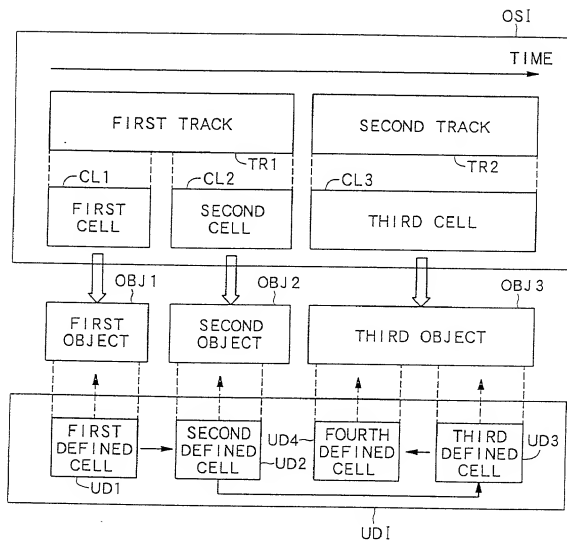 OSI
TIME
FIRST TRACK
SECOND TRACK
TR1
TR2
CL1
CL2
CL3
FIRST
CELL
SECOND
CELL
THIRD CELL
OBJ1
OBJ2
OBJ3
FIRST
OBJECT
SECOND
OBJECT
THIRD OBJECT
FIRST
DEFINED
CELL
UD1
SECOND
DEFINED
CELL
UD2
UD4
FOURTH
DEFINED
CELL
THIRD
DEFINED
CELL
UD3
UDI